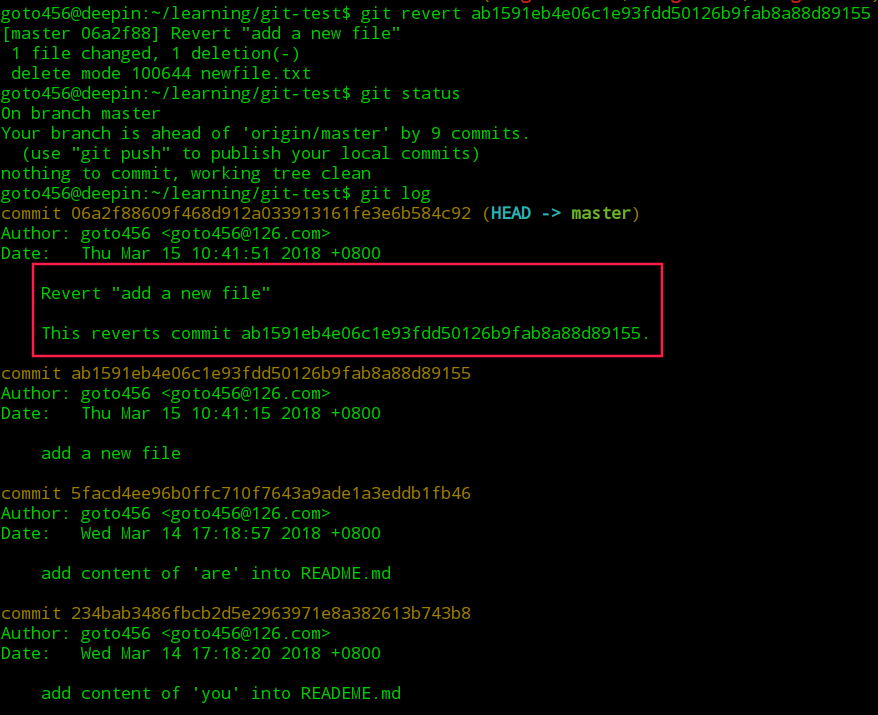 goto456@deepin:~/learning/git-test$ git revert ab1591eb4e06c1e93fdd50126b9fab8a88d89155
[master 06a2f88] Revert "add a new file"
 1 file changed, 1 deletion(-)
 delete mode 100644 newfile.txt
goto456@deepin:~/learning/git-test$ git status
On branch master
Your branch is ahead of 'origin/master' by 9 commits.
  (use "git push" to publish your local commits)
nothing to commit, working tree clean
goto456@deepin:~/learning/git-test$ git log
commit 06a2f88609f468d912a033913161fe3e6b584c92 (HEAD -> master)
Author: goto456 <goto456@126.com>
Date:   Thu Mar 15 10:41:51 2018 +0800
    Revert "add a new file"
    This reverts commit ab1591eb4e06c1e93fdd50126b9fab8a88d89155.
commit ab1591eb4e06c1e93fdd50126b9fab8a88d89155
Author: goto456 <goto456@126.com>
Date:   Thu Mar 15 10:41:15 2018 +0800
    add a new file
commit 5facd4ee96b0ffc710f7643a9ade1a3eddb1fb46
Author: goto456 <goto456@126.com>
Date:   Wed Mar 14 17:18:57 2018 +0800
    add content of 'are' into README.md
commit 234bab3486fbcb2d5e2963971e8a382613b743b8
Author: goto456 <goto456@126.com>
Date:   Wed Mar 14 17:18:20 2018 +0800
    add content of 'you' into READEME.md